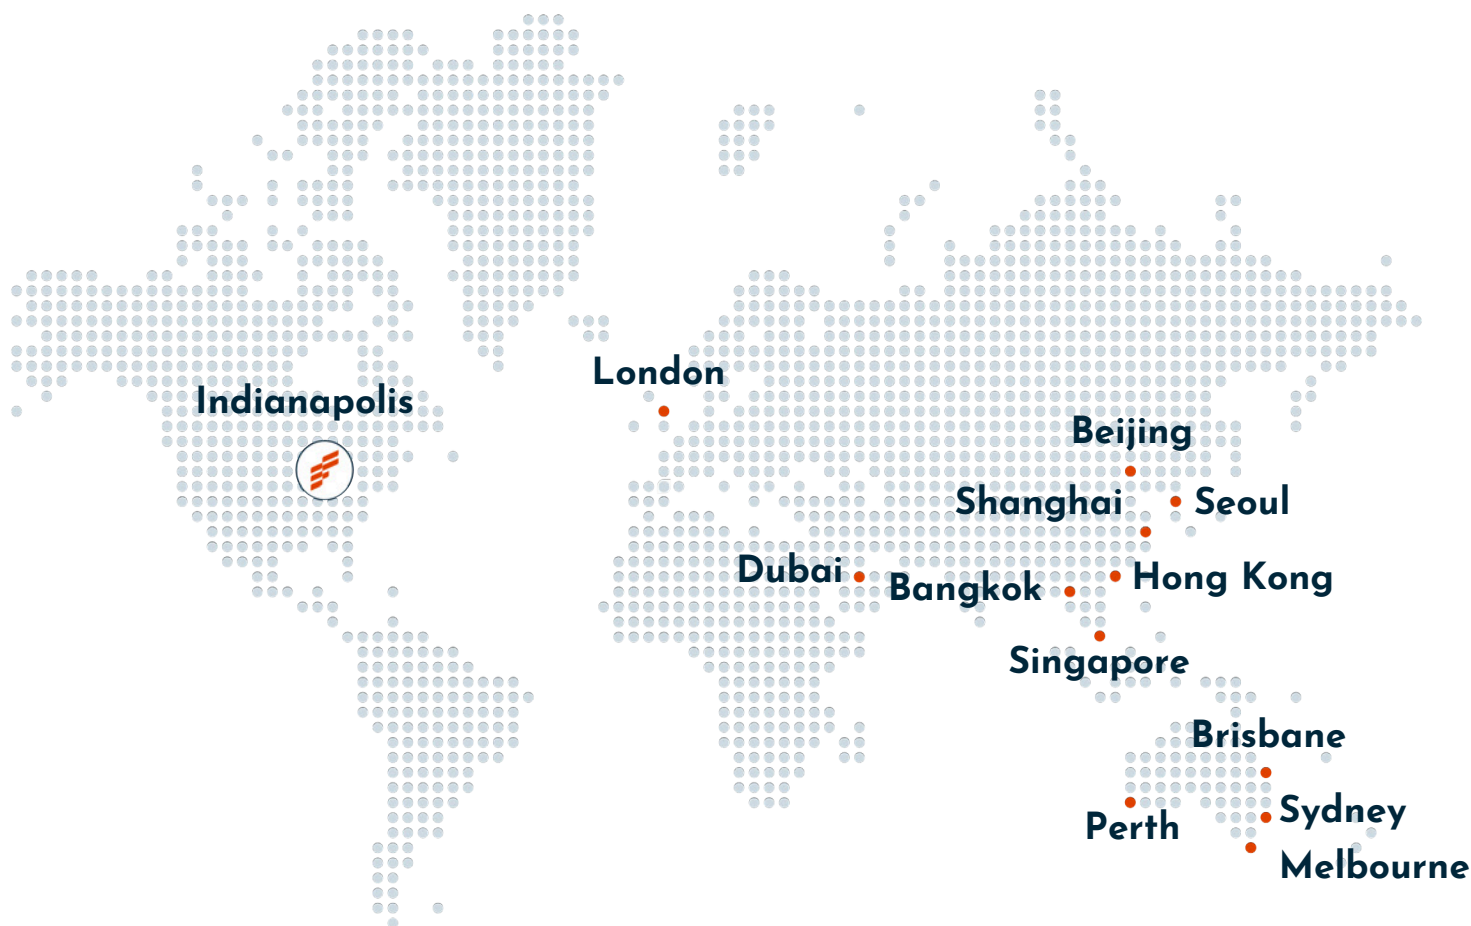 London
Indianapolis
Beijing
Shanghai
Seoul
Dubai
Bangkok
Hong Kong
Singapore
Brisbane
Sydney
Perth
Melbourne